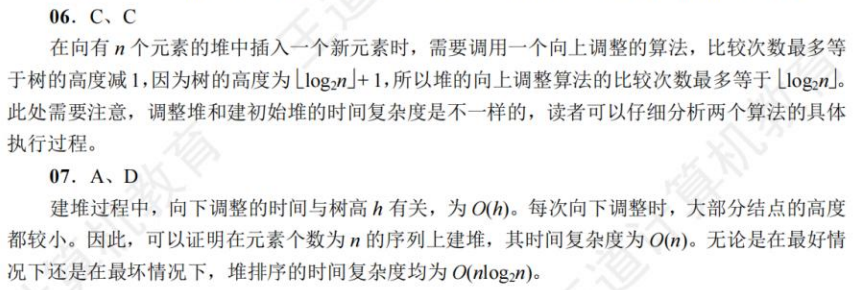 06．C、C
在向有 n 个元素的堆中插入一个新元素时，需要调用一个向上调整的算法，比较次数最多等
于树的高度减 1，因为树的高度为⌊log₂n⌋+1，所以堆的向上调整算法的比较次数最多等于⌊log₂n⌋。
此处需要注意，调整堆和建初始堆的时间复杂度是不一样的，读者可以仔细分析两个算法的具体
执行过程。
07．A、D
建堆过程中，向下调整的时间与树高 h 有关，为 O(h)。每次向下调整时，大部分结点的高度
都较小。因此，可以证明在元素个数为 n 的序列上建堆，其时间复杂度为 O(n)。无论是在最好情
况下还是在最坏情况下，堆排序的时间复杂度均为 O(nlog₂n)。